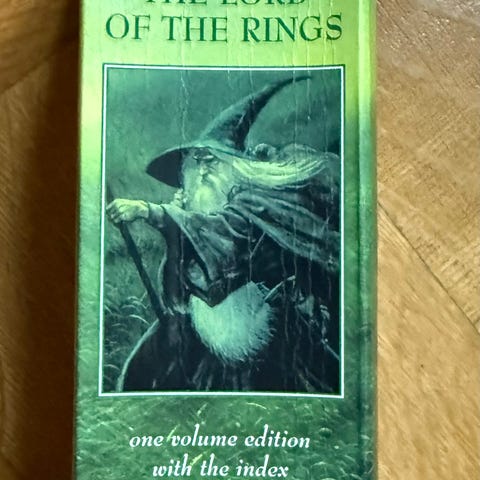 THE LORD
OF THE RINGS
one volume edition
with the index